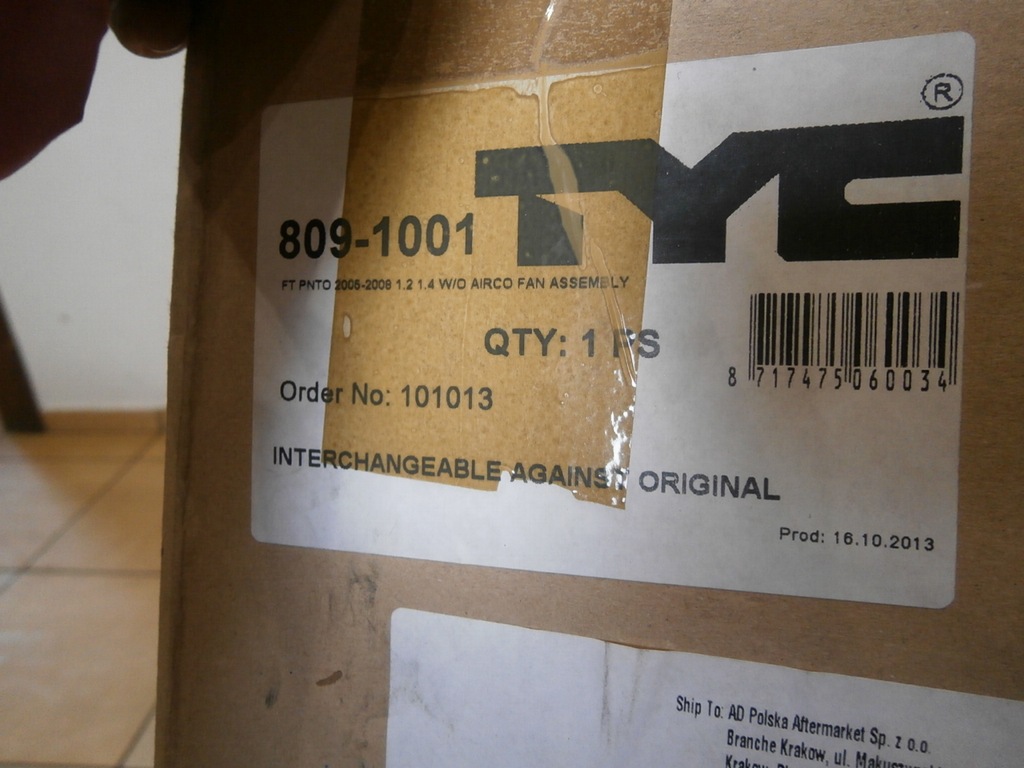 ®
TYC
809-1001
FT PNTO 2006-2008 1.2 1.4 W/O AIRCO FAN ASSEMBLY
QTY: 1 PS
8 717475 060034
Order No: 101013
INTERCHANGEABLE AGAINST ORIGINAL
Prod: 16.10.2013
Ship To: AD Polska Aftermarket Sp. z o.o.
Branche Krakow, ul.
Krakow,